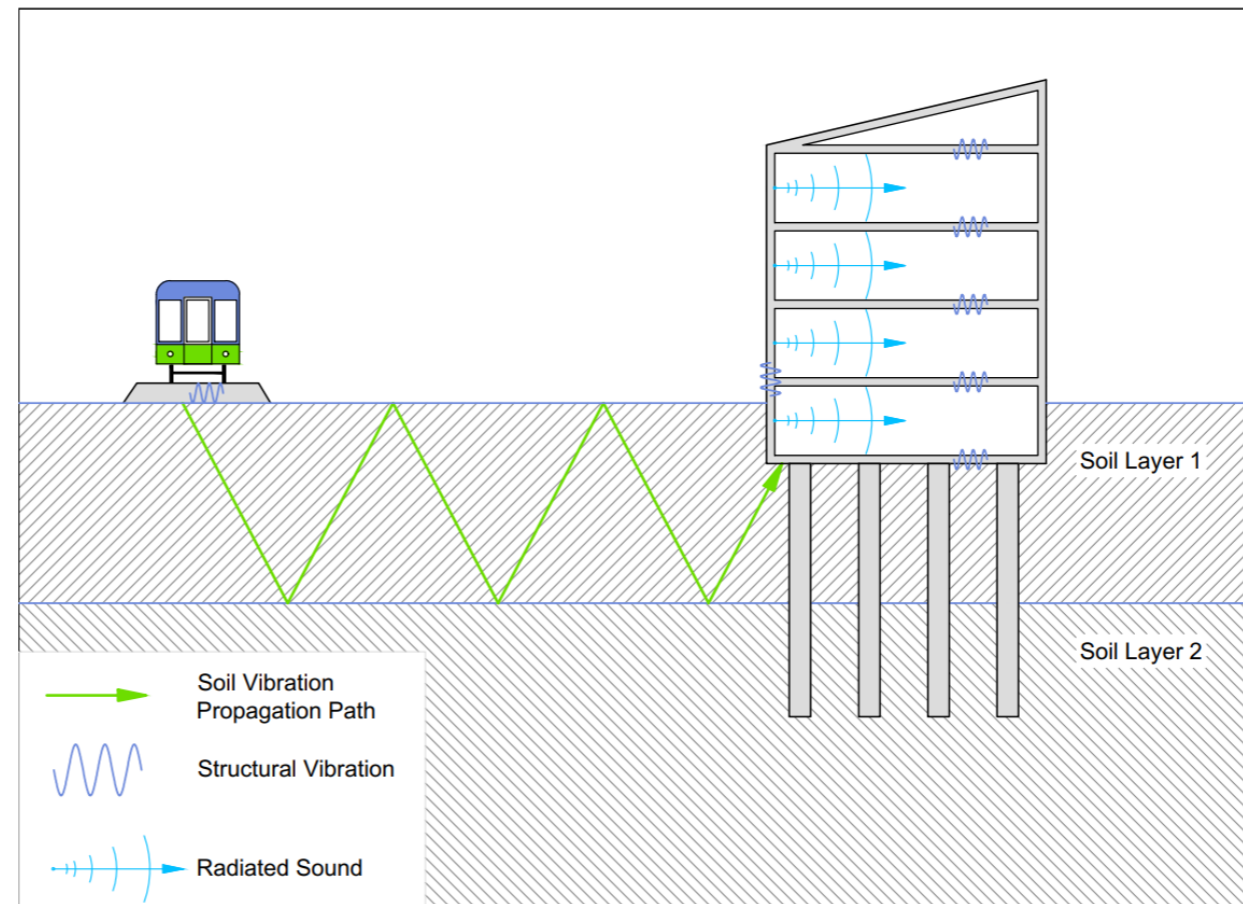 Soil Layer 1
Soil Layer 2
Soil Vibration
Propagation Path
Structural Vibration
Radiated Sound